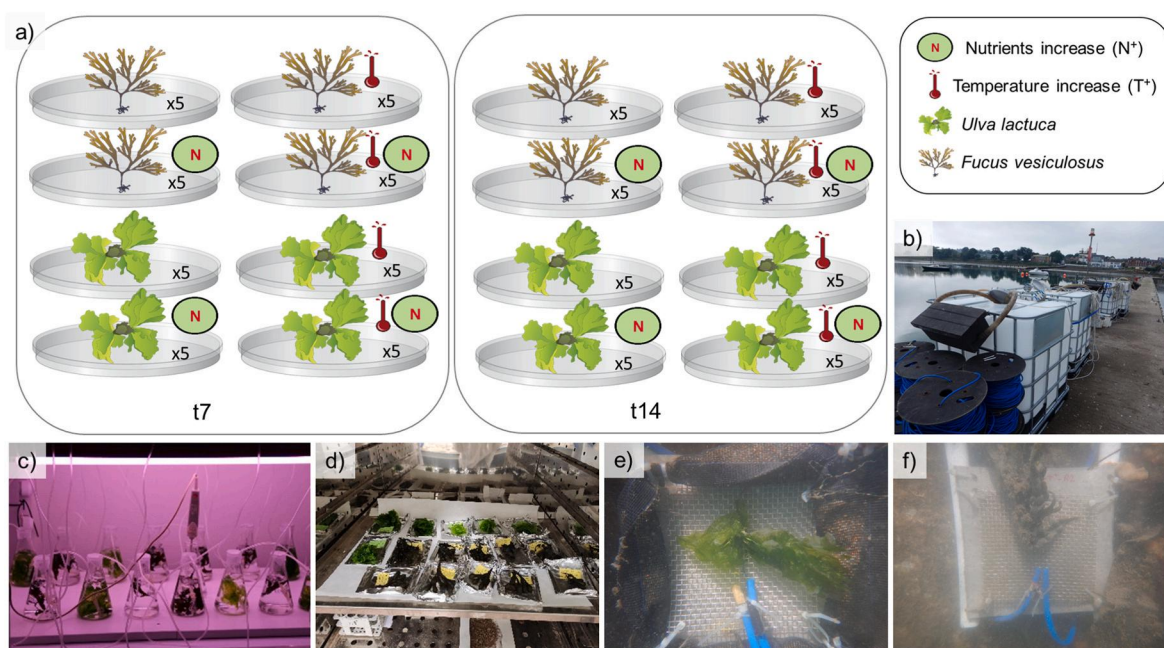 a)
x5 x5
N N
x5 x5
x5 x5
N N
x5 x5
t7
x5 x5
N N
x5 x5
x5 x5
N N
x5 x5
t14
N Nutrients increase (N⁺)
Temperature increase (T⁺)
Ulva lactuca
Fucus vesiculosus
b)
c)
d)
e)
f)